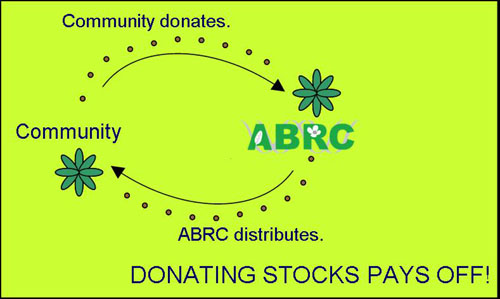 Community donates.
Community
ABRC
ABRC distributes.
DONATING STOCKS PAYS OFF!